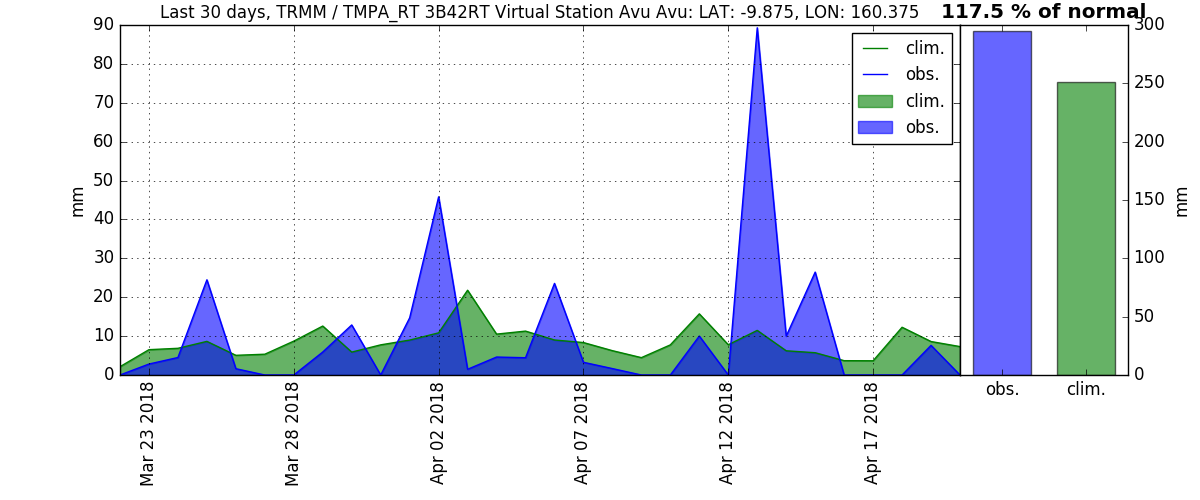 Last 30 days, TRMM / TMPA_RT 3B42RT Virtual Station Avu Avu: LAT: -9.875, LON: 160.375
117.5 % of normal
90
80
70
60
50
40
30
20
10
0
mm
clim.
obs.
clim.
obs.
Mar 23 2018
Mar 28 2018
Apr 02 2018
Apr 07 2018
Apr 12 2018
Apr 17 2018
300
250
200
150
100
50
0
mm
obs.
clim.